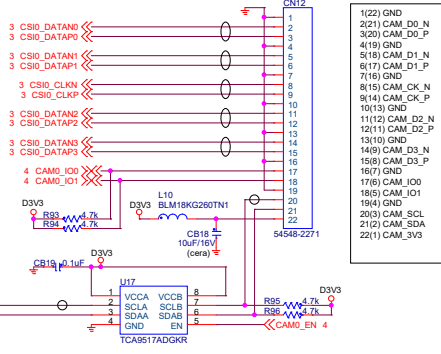 CN12
3 CSI0_DATAN0 1
3 CSI0_DATAP0 2
3
3 CSI0_DATAN1 4
3 CSI0_DATAP1 5
6
3 CSI0_CLKN 7
3 CSI0_CLKP 8
9
10
3 CSI0_DATAN2 11
3 CSI0_DATAP2 12
13
3 CSI0_DATAN3 14
3 CSI0_DATAP3 15
16
4 CAM0_IO0 17
4 CAM0_IO1 18
19
20
21
22
54548-2271
1(22) GND
2(21) CAM_D0_N
3(20) CAM_D0_P
4(19) GND
5(18) CAM_D1_N
6(17) CAM_D1_P
7(16) GND
8(15) CAM_CK_N
9(14) CAM_CK_P
10(13) GND
11(12) CAM_D2_N
12(11) CAM_D2_P
13(10) GND
14(9) CAM_D3_N
15(8) CAM_D3_P
16(7) GND
17(6) CAM_IO0
18(5) CAM_IO1
19(4) GND
20(3) CAM_SCL
21(2) CAM_SDA
22(1) CAM_3V3
D3V3
R93 4.7k
R94 4.7k
D3V3
L10
BLM18KG260TN1
CB18
10uF/16V
(cera)
D3V3
CB19 0.1uF
U17
1 VCCA VCCB 8
2 SCLA SCLB 7
3 SDAA SDAB 6
4 GND EN 5
TCA9517ADGKR
D3V3
R95 4.7k
R96 4.7k
CAM0_EN 4